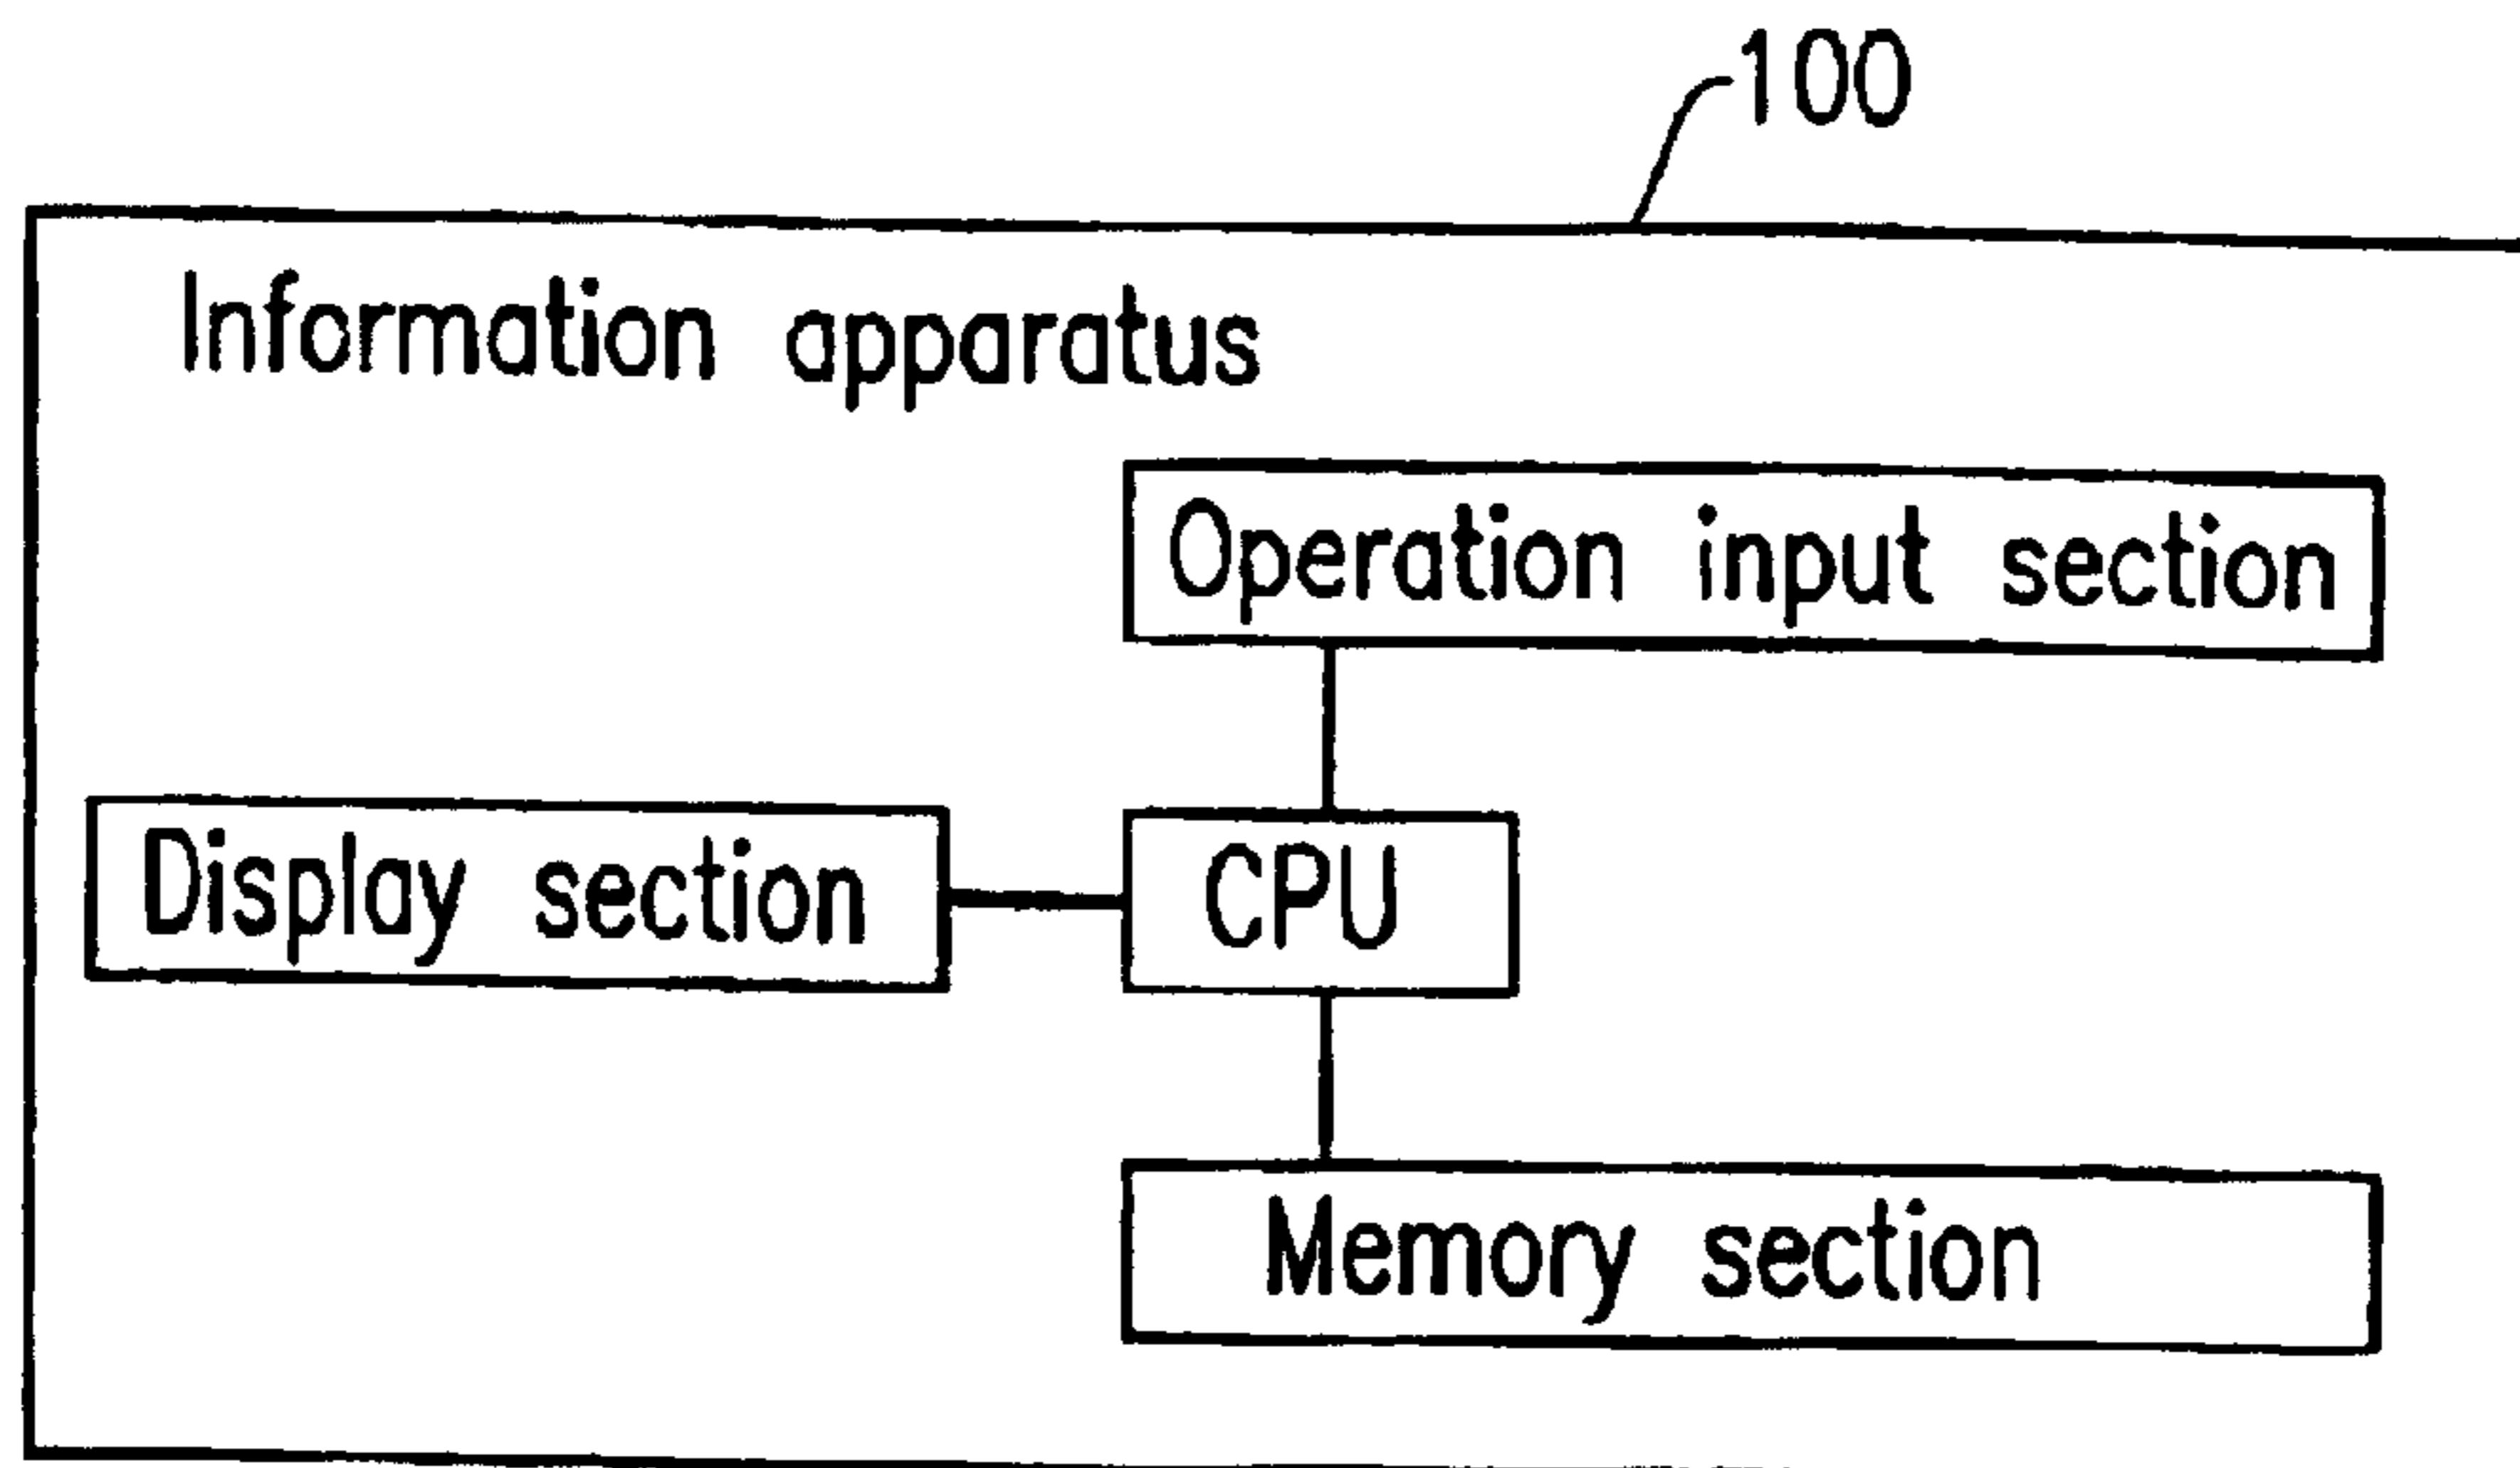 100
Information apparatus
Operation input section
Display section
CPU
Memory section